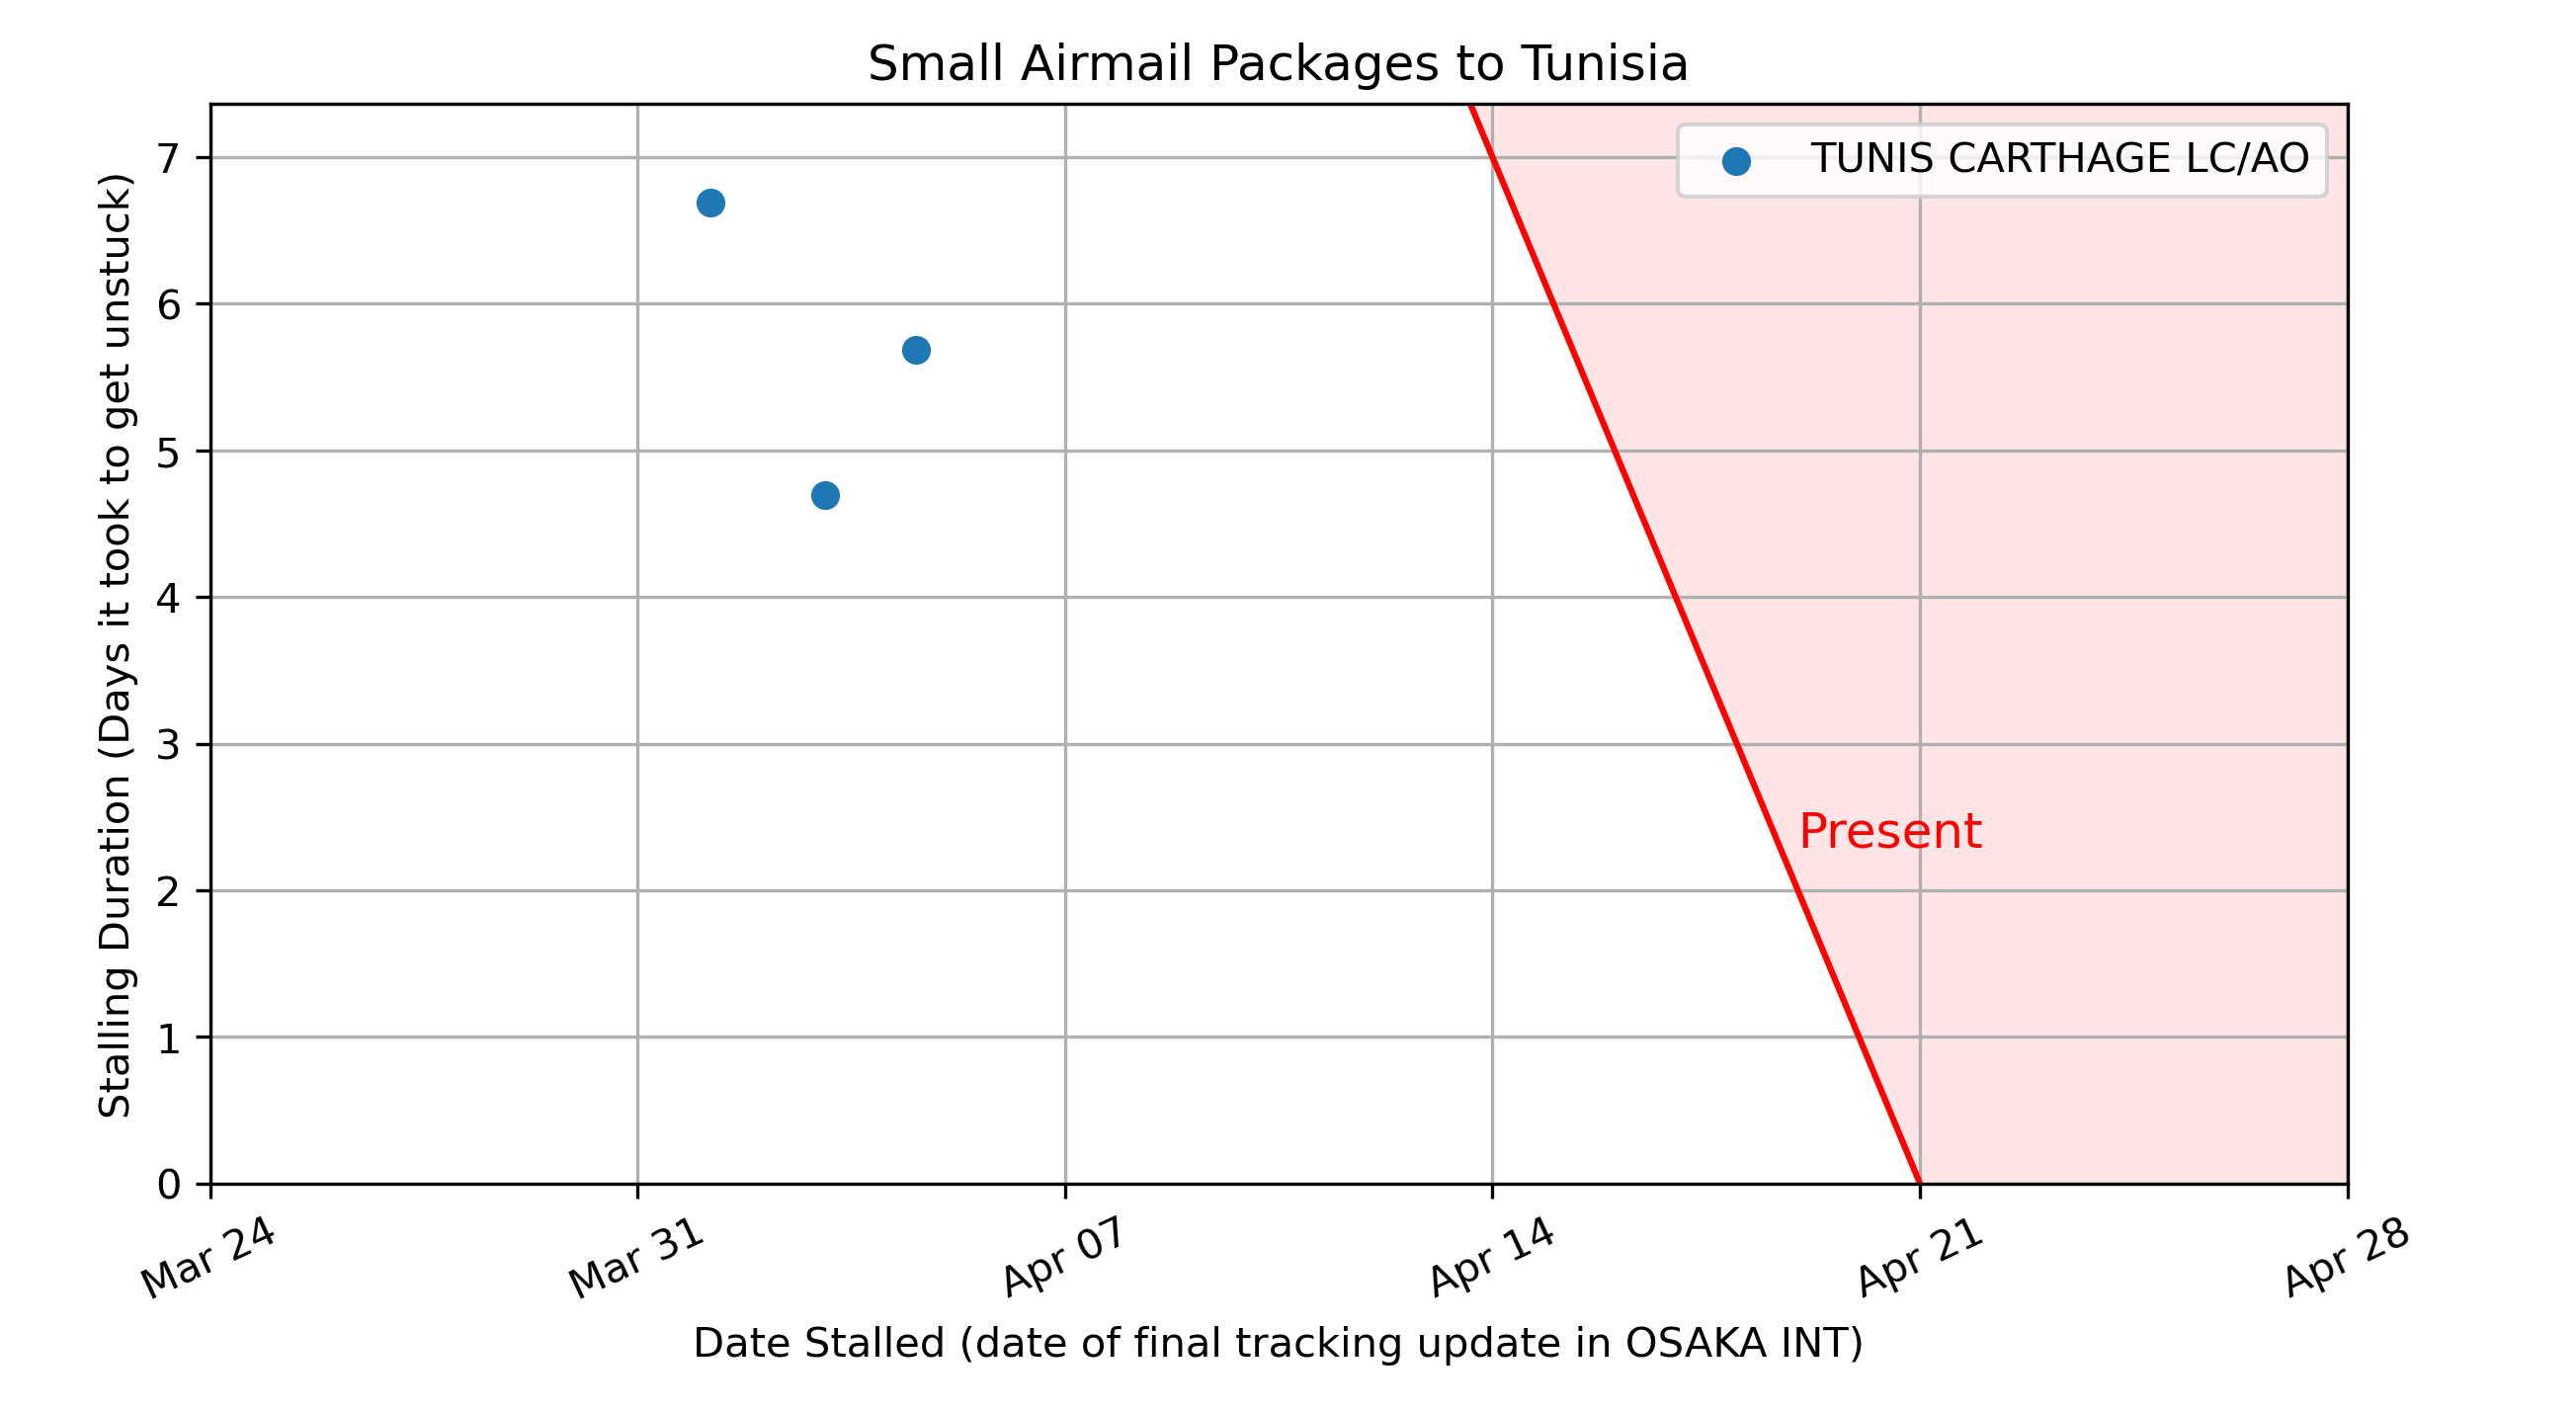 Small Airmail Packages to Tunisia
TUNIS CARTHAGE LC/AO
Stalling Duration (Days it took to get unstuck)
7
6
5
4
3
2
1
0
Present
Mar 24
Mar 31
Apr 07
Apr 14
Apr 21
Apr 28
Date Stalled (date of final tracking update in OSAKA INT)